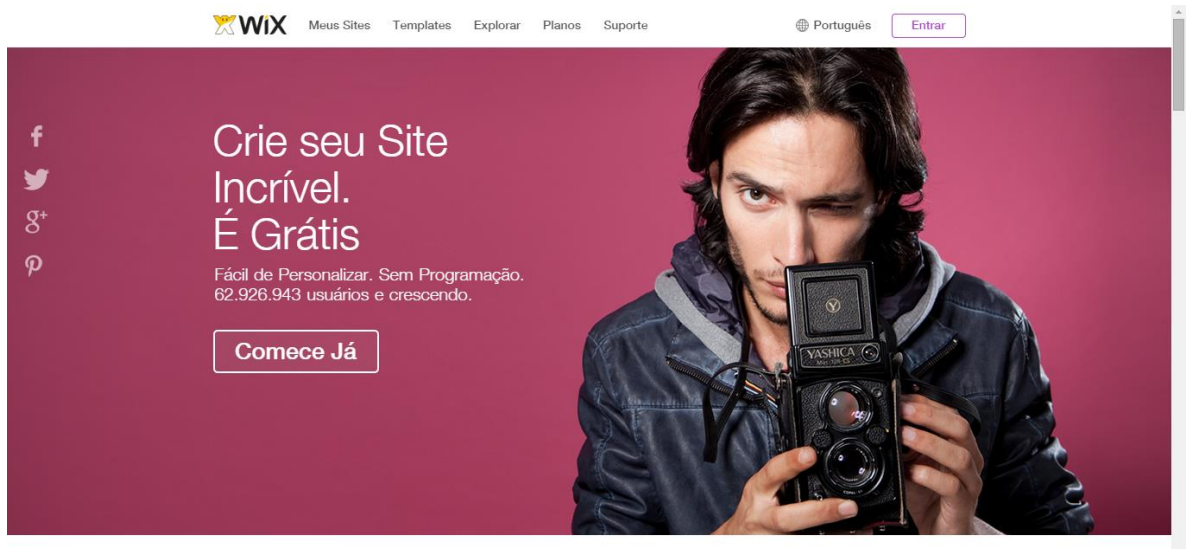 WiX
Meus Sites Templates Explorar Planos Suporte Português Entrar
Crie seu Site
Incrível.
É Grátis
Fácil de Personalizar. Sem Programação.
62.926.943 usuários e crescendo.
Comece Já
f
g+
Y
YASHICA